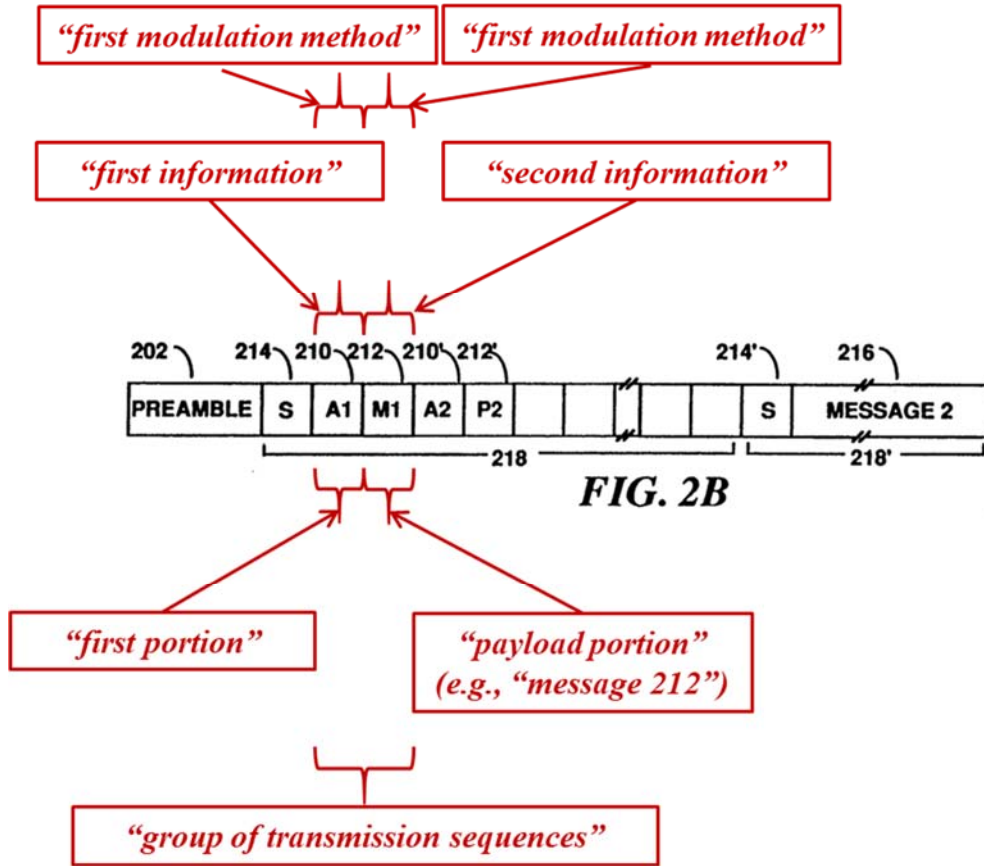 “first modulation method” “first modulation method”
“first information” “second information”
202 214 210 212 210' 212' 214' 216
PREAMBLE S A1 M1 A2 P2 S MESSAGE 2
218 218'
FIG. 2B
“first portion” “payload portion”
(e.g., “message 212”)
“group of transmission sequences”